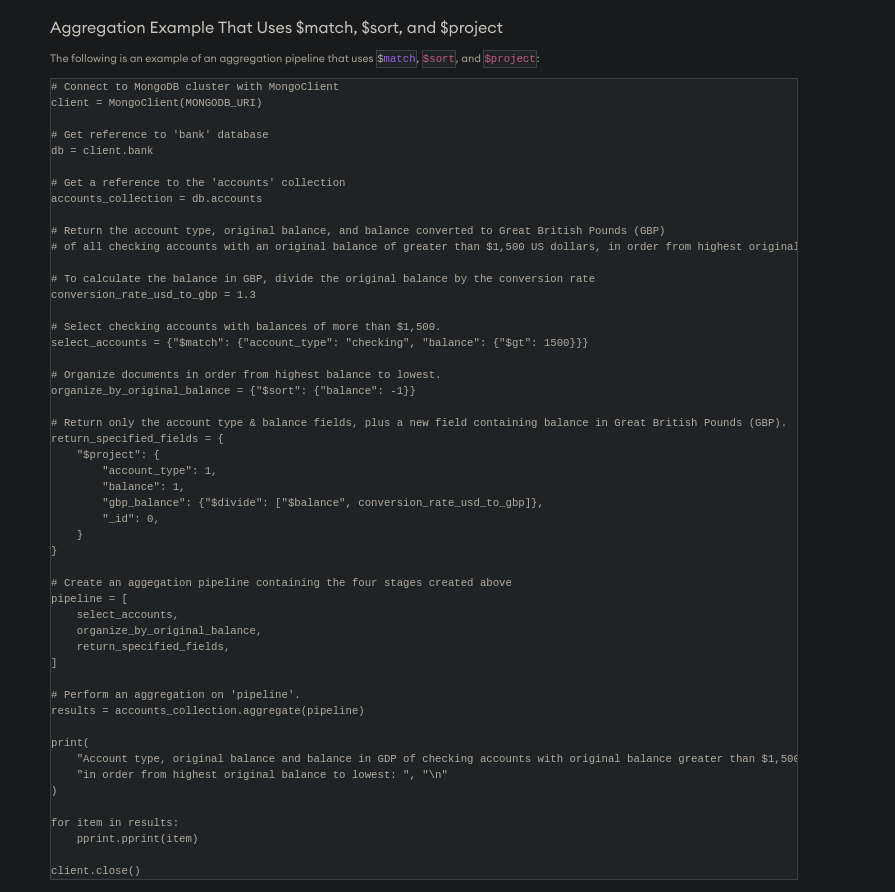 Aggregation Example That Uses $match, $sort, and $project
The following is an example of an aggregation pipeline that uses $match, $sort, and $project:
# Connect to MongoDB cluster with MongoClient
client = MongoClient(MONGODB_URI)

# Get reference to 'bank' database
db = client.bank

# Get a reference to the 'accounts' collection
accounts_collection = db.accounts

# Return the account type, original balance, and balance converted to Great British Pounds (GBP)
# of all checking accounts with an original balance of greater than $1,500 US dollars, in order from highest original

# To calculate the balance in GBP, divide the original balance by the conversion rate
conversion_rate_usd_to_gbp = 1.3

# Select checking accounts with balances of more than $1,500.
select_accounts = {"$match": {"account_type": "checking", "balance": {"$gt": 1500}}}

# Organize documents in order from highest balance to lowest.
organize_by_original_balance = {"$sort": {"balance": -1}}

# Return only the account type & balance fields, plus a new field containing balance in Great British Pounds (GBP).
return_specified_fields = {
    "$project": {
        "account_type": 1,
        "balance": 1,
        "gbp_balance": {"$divide": ["$balance", conversion_rate_usd_to_gbp]},
        "_id": 0,
    }
}

# Create an aggegation pipeline containing the four stages created above
pipeline = [
    select_accounts,
    organize_by_original_balance,
    return_specified_fields,
]

# Perform an aggregation on 'pipeline'.
results = accounts_collection.aggregate(pipeline)

print(
    "Account type, original balance and balance in GDP of checking accounts with original balance greater than $1,500
    "in order from highest original balance to lowest: ", "\n"
)

for item in results:
    pprint.pprint(item)

client.close()